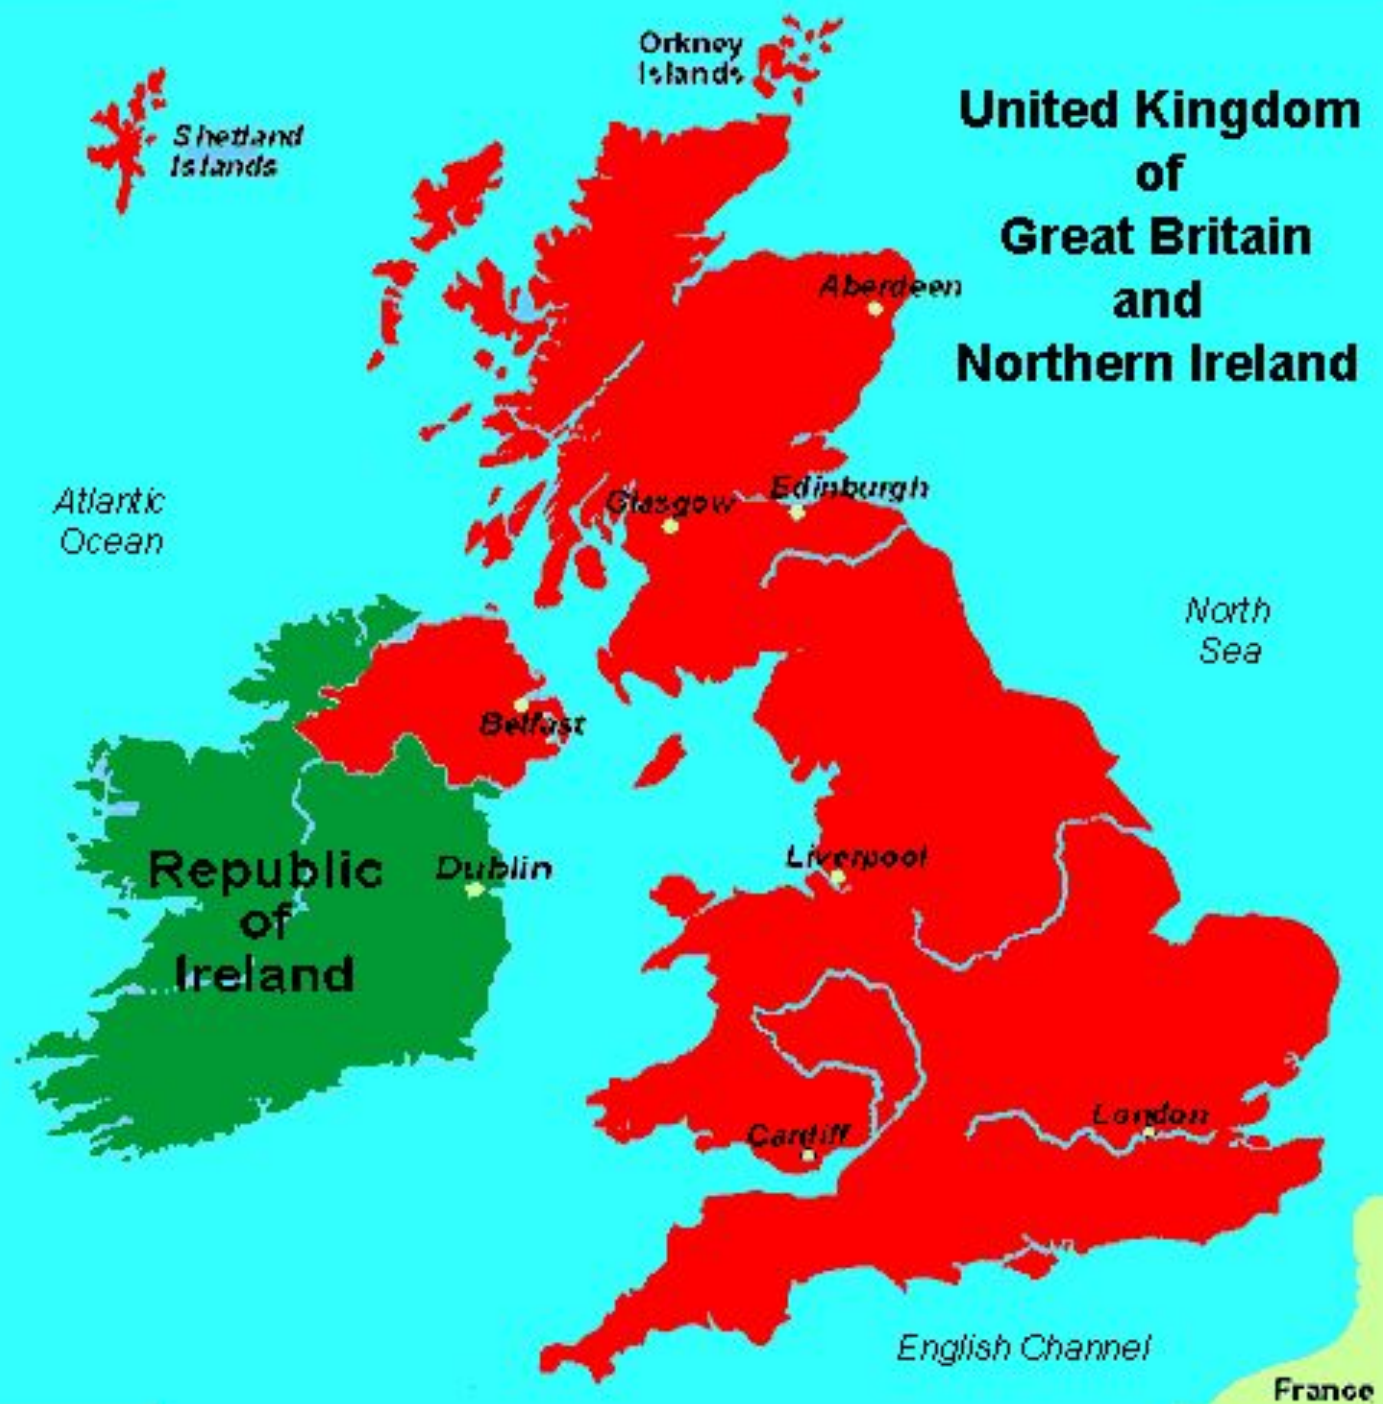 Orkney
Islands
Shetland
Islands
United Kingdom
of
Great Britain
and
Northern Ireland
Aberdeen
Atlantic
Ocean
Glasgow
Edinburgh
North
Sea
Belfast
Republic
of
Ireland
Dublin
Liverpool
Cardiff
London
English Channel
France